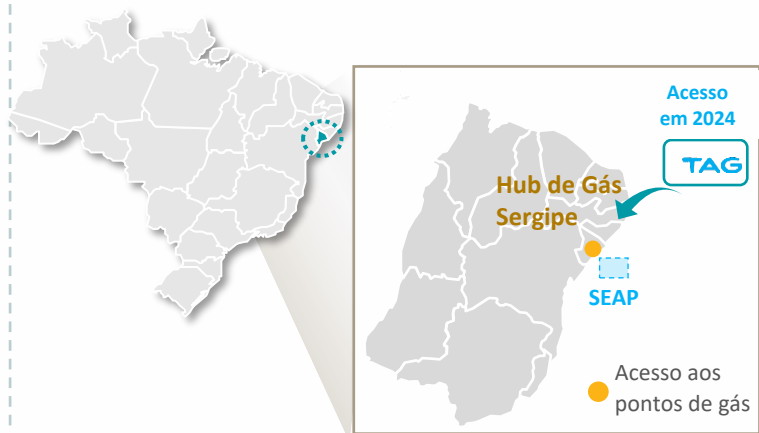 Acesso
em 2024
TAG
Hub de Gás
Sergipe
SEAP
Acesso aos
pontos de gás